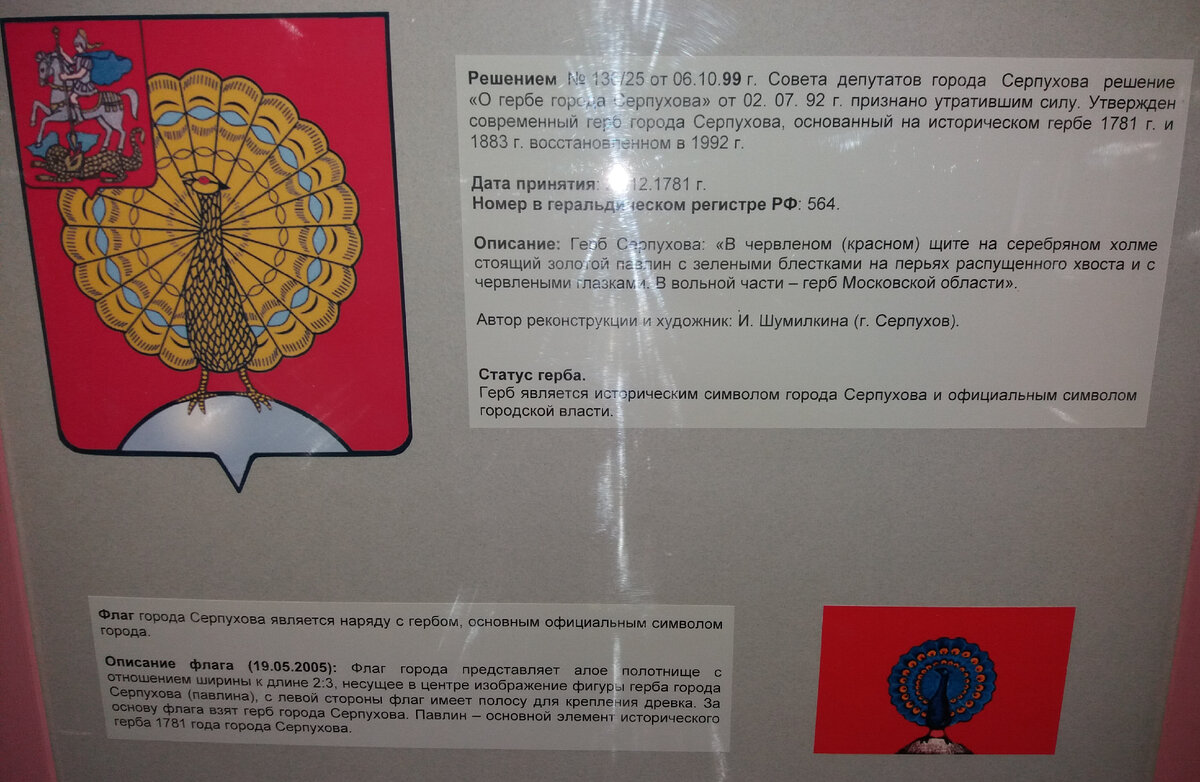 Решением № /25 от 06.10.99 г. Совета депутатов города Серпухова решение
«О гербе города Серпухова» от 02. 07. 92 г. признано утратившим силу. Утвержден
современный герб города Серпухова, основанный на историческом гербе 1781 г. и
1883 г. восстановленном в 1992 г.
Дата принятия: 12.1781 г.
Номер в геральдическом регистре РФ: 564.
Описание: Герб Серпухова: «В червленом (красном) щите на серебряном холме
стоящий золотой павлин с зелеными блестками на перьях распущенного хвоста и с
червлеными глазками. В вольной части – герб Московской области».
Автор реконструкции и художник: И. Шумилкина (г. Серпухов).
Статус герба.
Герб является историческим символом города Серпухова и официальным символом
городской власти.
Флаг города Серпухова является наряду с гербом, основным официальным символом
города.
Описание флага (19.05.2005): Флаг города представляет алое полотнище с
отношением ширины к длине 2:3, несущее в центре изображение фигуры герба города
Серпухова (павлина), с левой стороны флаг имеет полосу для крепления древка. За
основу флага взят герб города Серпухова. Павлин – основной элемент исторического
герба 1781 года города Серпухова.